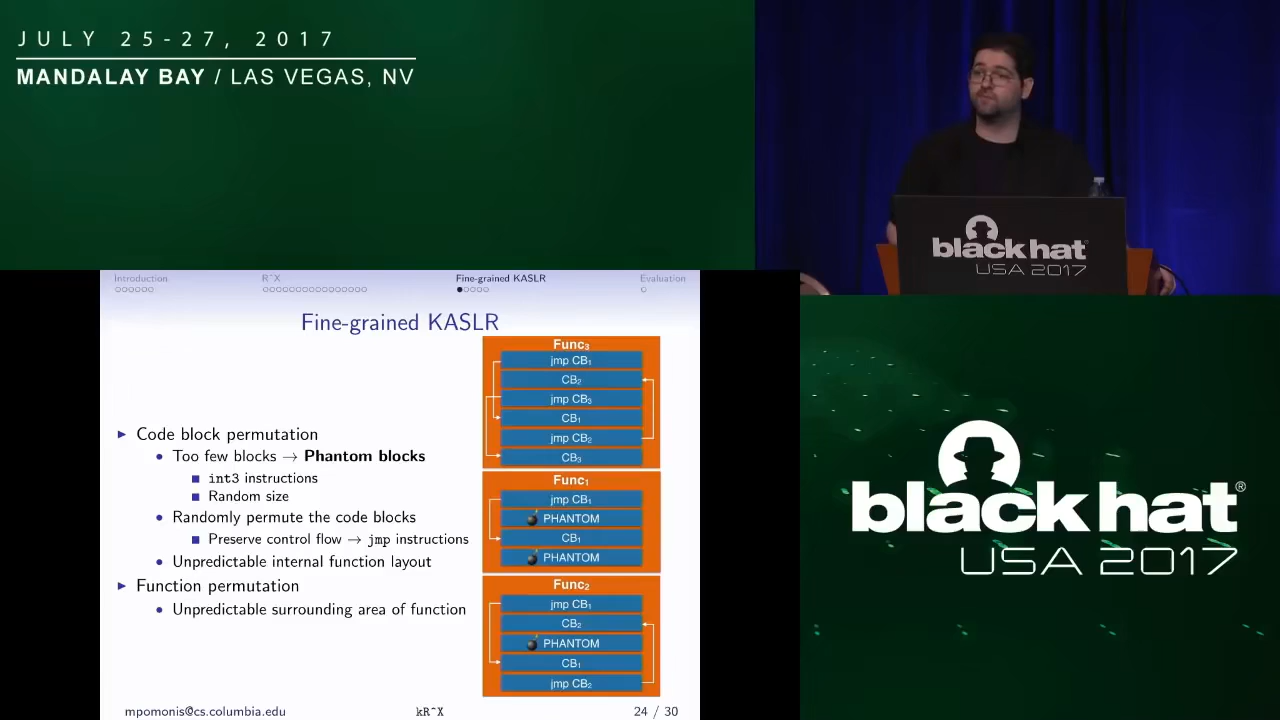 JULY 25-27, 2017
MANDALAY BAY / LAS VEGAS, NV
black hat
USA 2017
Introduction
R^X
Fine-grained KASLR
Evaluation
Fine-grained KASLR
▶ Code block permutation
• Too few blocks → Phantom blocks
■ int3 instructions
■ Random size
• Randomly permute the code blocks
■ Preserve control flow → jmp instructions
• Unpredictable internal function layout
▶ Function permutation
• Unpredictable surrounding area of function
Func₃
jmp CB₁
CB₂
jmp CB₃
CB₁
jmp CB₂
CB₃
Func₁
jmp CB₁
PHANTOM
CB₁
PHANTOM
Func₂
jmp CB₁
CB₂
PHANTOM
CB₁
jmp CB₂
mpomonis@cs.columbia.edu
kR^X
24 / 30
black hat®
USA 2017